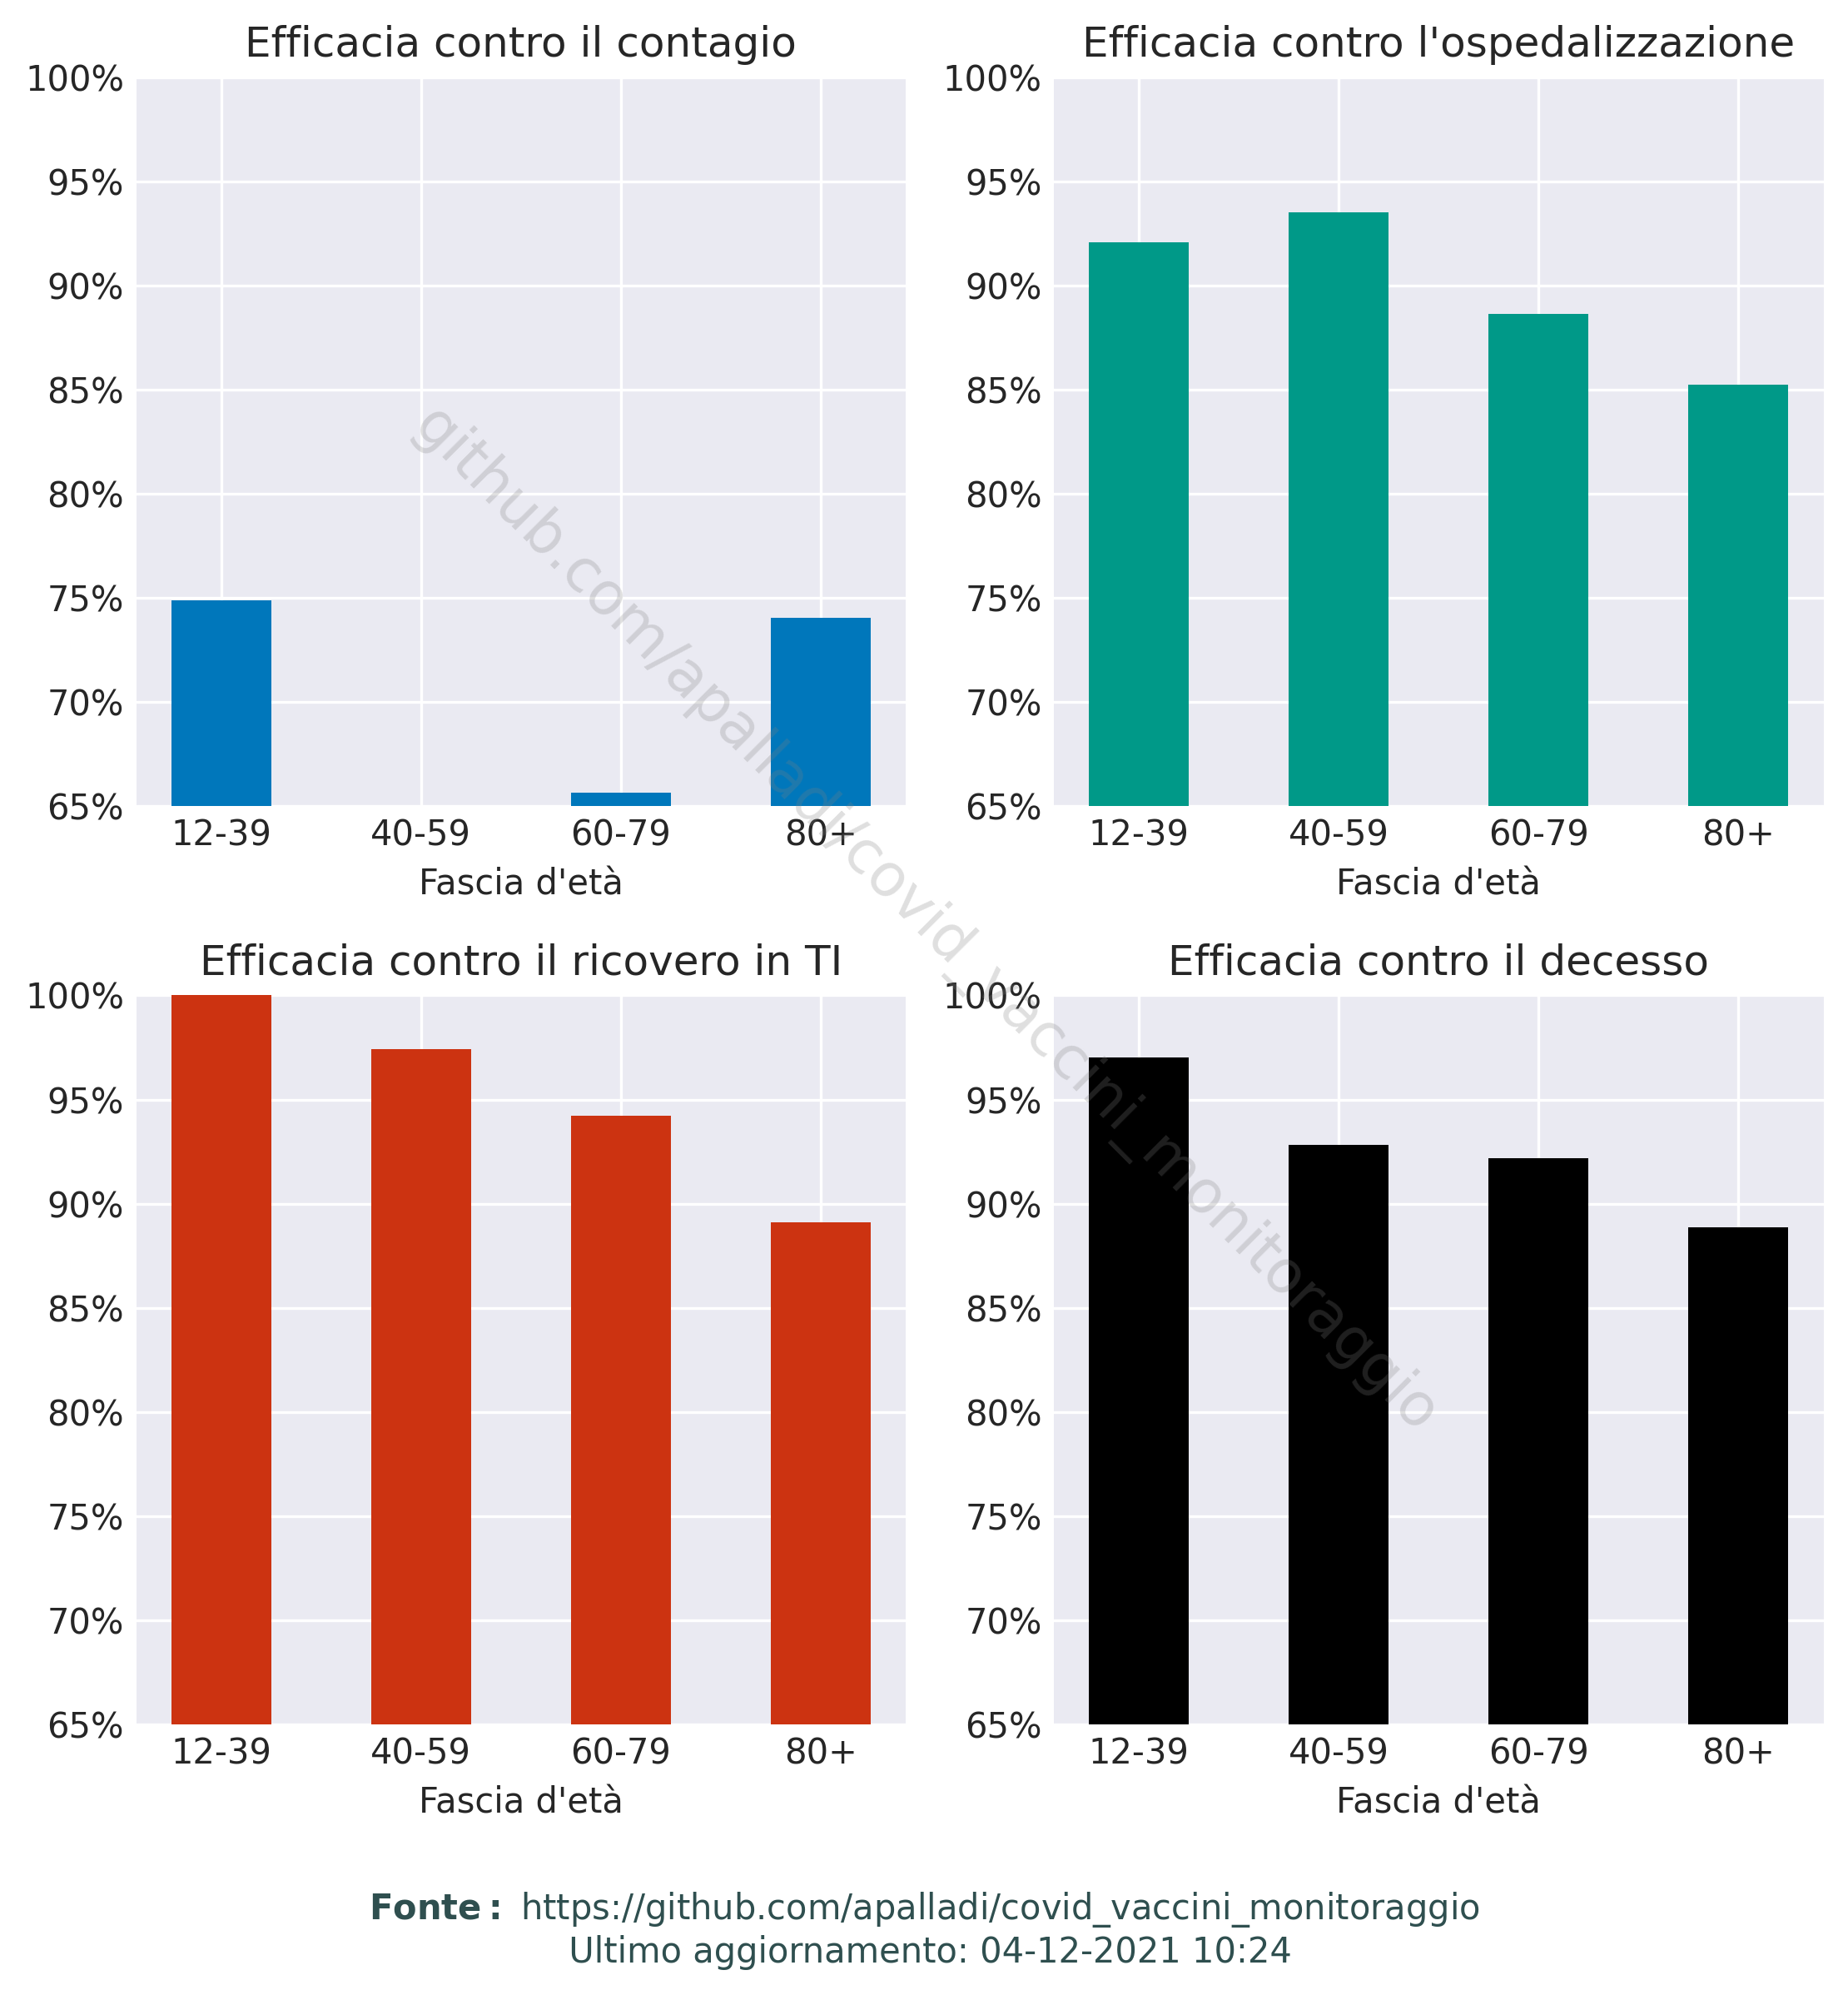 Efficacia contro il contagio
100%
95%
90%
85%
80%
75%
70%
65%
12-39 40-59 60-79 80+
Fascia d'età
Efficacia contro l'ospedalizzazione
100%
95%
90%
85%
80%
75%
70%
65%
12-39 40-59 60-79 80+
Fascia d'età
Efficacia contro il ricovero in TI
100%
95%
90%
85%
80%
75%
70%
65%
12-39 40-59 60-79 80+
Fascia d'età
Efficacia contro il decesso
100%
95%
90%
85%
80%
75%
70%
65%
12-39 40-59 60-79 80+
Fascia d'età
github.com/apalladi/covid_vaccini_monitoraggio
Fonte: https://github.com/apalladi/covid_vaccini_monitoraggio
Ultimo aggiornamento: 04-12-2021 10:24